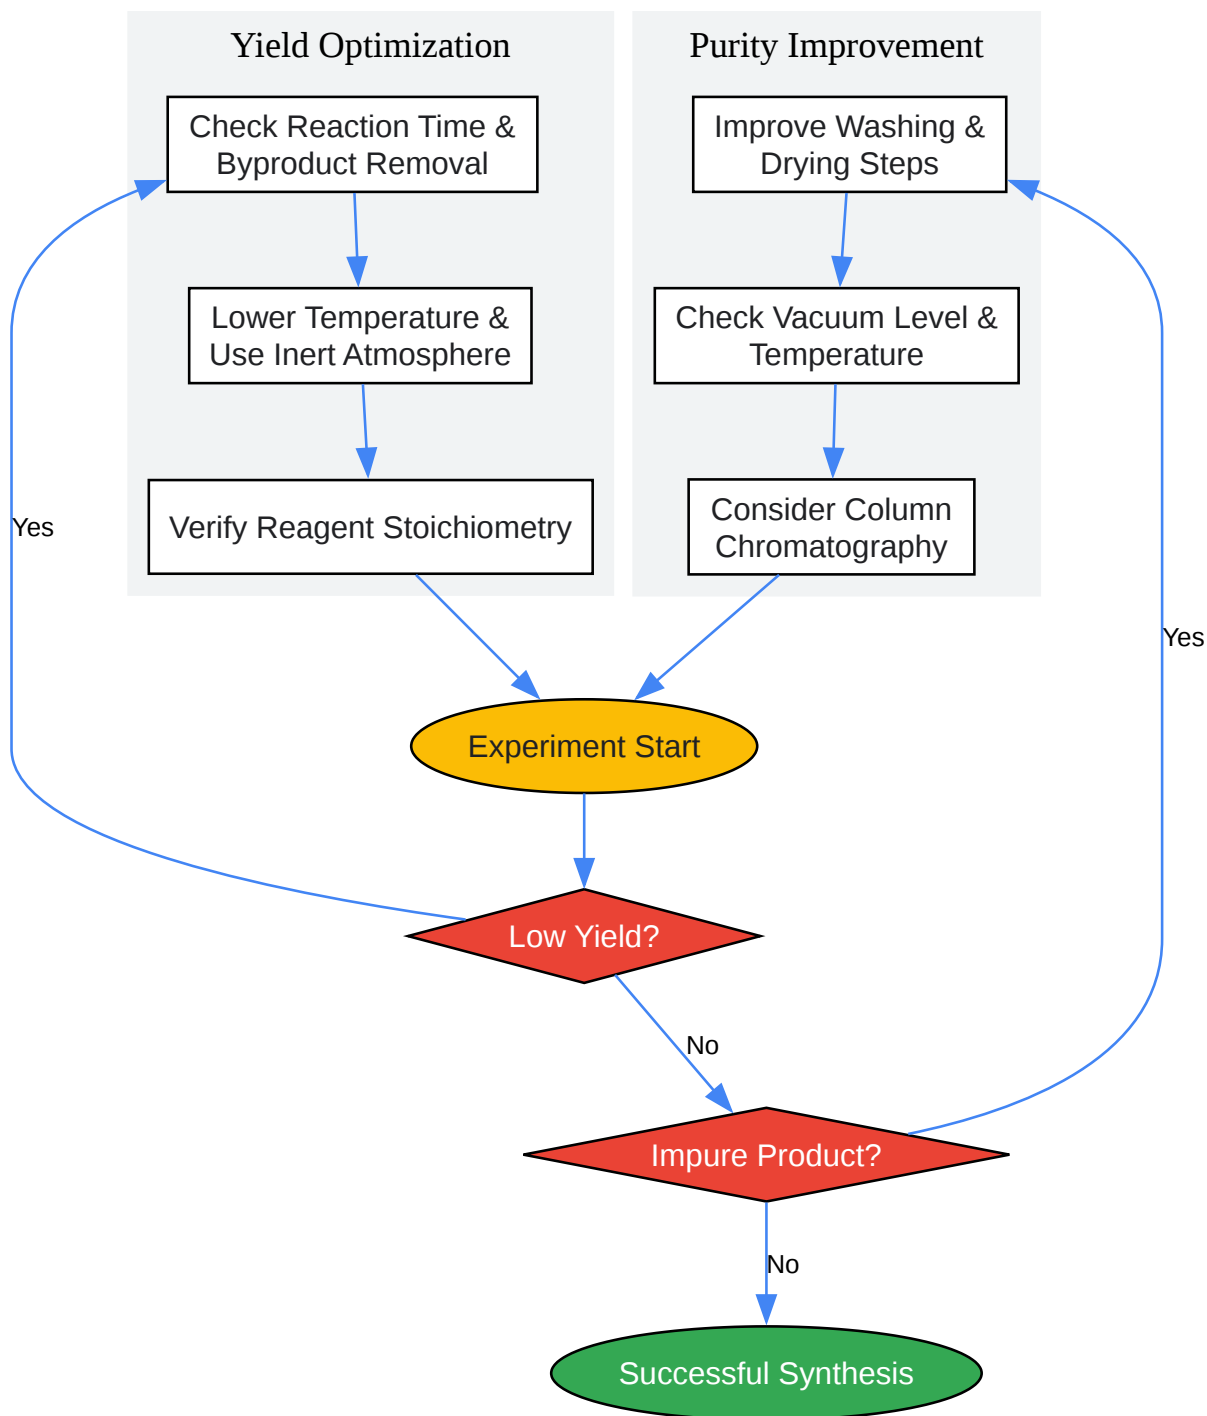 Yield Optimization
Check Reaction Time &
Byproduct Removal
Lower Temperature &
Use Inert Atmosphere
Verify Reagent Stoichiometry
Purity Improvement
Improve Washing &
Drying Steps
Check Vacuum Level &
Temperature
Consider Column
Chromatography
Yes
Yes
Experiment Start
Low Yield?
No
Impure Product?
No
Successful Synthesis